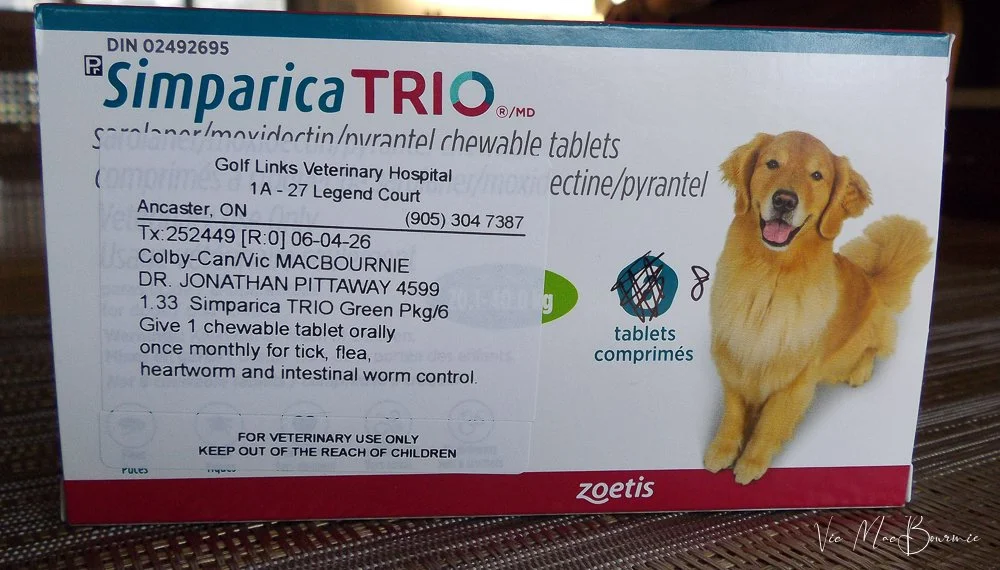 DIN 02492695
Pr Simparica TRIO ®/MD
sarolaner/moxidectin/pyrantel chewable tablets
comprimés ectine/pyrantel
Golf Links Veterinary Hospital
1A - 27 Legend Court
Ancaster, ON (905) 304 7387
Tx:252449 [R:0] 06-04-26
Colby-Can/Vic MACBOURNIE
DR. JONATHAN PITTAWAY 4599
1.33 Simparica TRIO Green Pkg/6
Give 1 chewable tablet orally
once monthly for tick, flea,
heartworm and intestinal worm control.
FOR VETERINARY USE ONLY
KEEP OUT OF THE REACH OF CHILDREN
g
8
tablets
comprimés
Puces Tiques
zoetis
Vic MacBournie